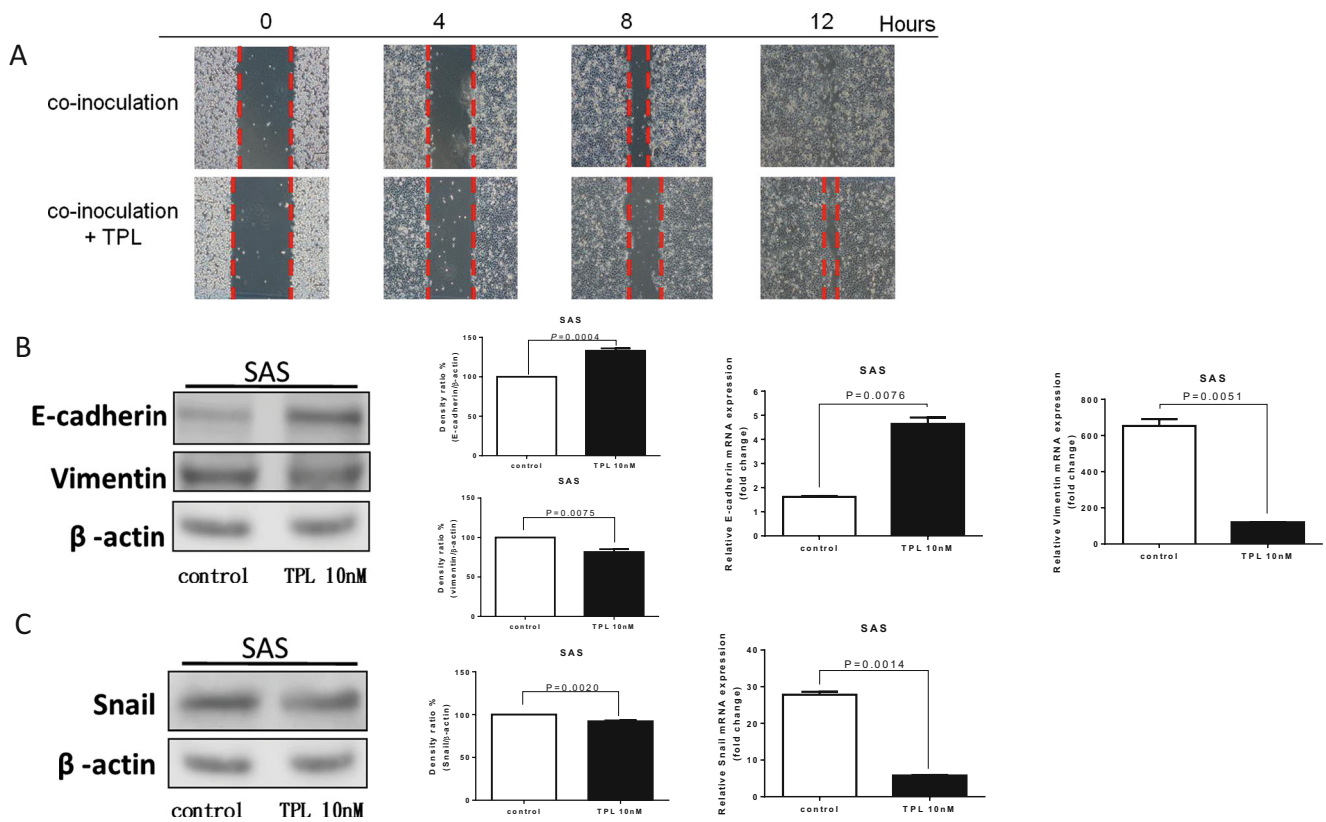 0 4 8 12 Hours
A
co-inoculation
co-inoculation
+ TPL
B
SAS
E-cadherin
Vimentin
β -actin
control TPL 10nM
SAS
P=0.0004
Density ratio %
(E-cadherin/β-actin)
150
100
50
0
control TPL 10nM
SAS
P=0.0075
Density ratio %
(vimentin/β-actin)
150
100
50
0
control TPL 10nM
SAS
P=0.0076
Relative E-cadherin mRNA expression
(fold change)
6
5
4
3
2
1
0
control TPL 10nM
SAS
P=0.0051
Relative Vimentin mRNA expression
(fold change)
800
600
400
200
0
control TPL 10nM
C
SAS
Snail
β -actin
control TPL 10nM
SAS
P=0.0020
Density ratio %
(Snail/β-actin)
150
100
50
0
control TPL 10nM
SAS
P=0.0014
Relative Snail mRNA expression
(fold change)
40
30
20
10
0
control TPL 10nM